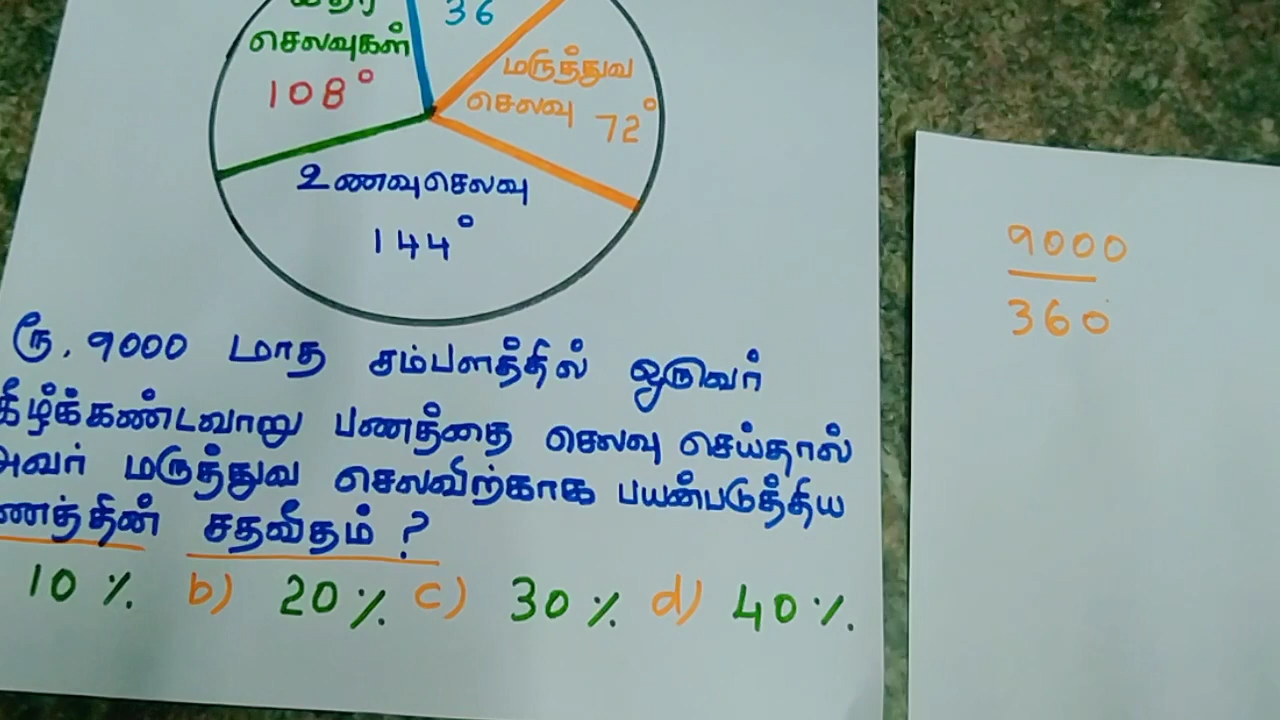 இதர
செலவுகள்
108°
36
மருத்துவ
செலவு 72°
உணவுசெலவு
144°
ரூ. 9000 மாத சம்பளத்தில் ஒருவர்
கீழ்க்கண்டவாறு பணத்தை செலவு செய்தால்
அவர் மருத்துவ செலவிற்காக பயன்படுத்திய
ணத்தின் சதவீதம் ?
10 % b) 20% c) 30% d) 40%.
9000
360